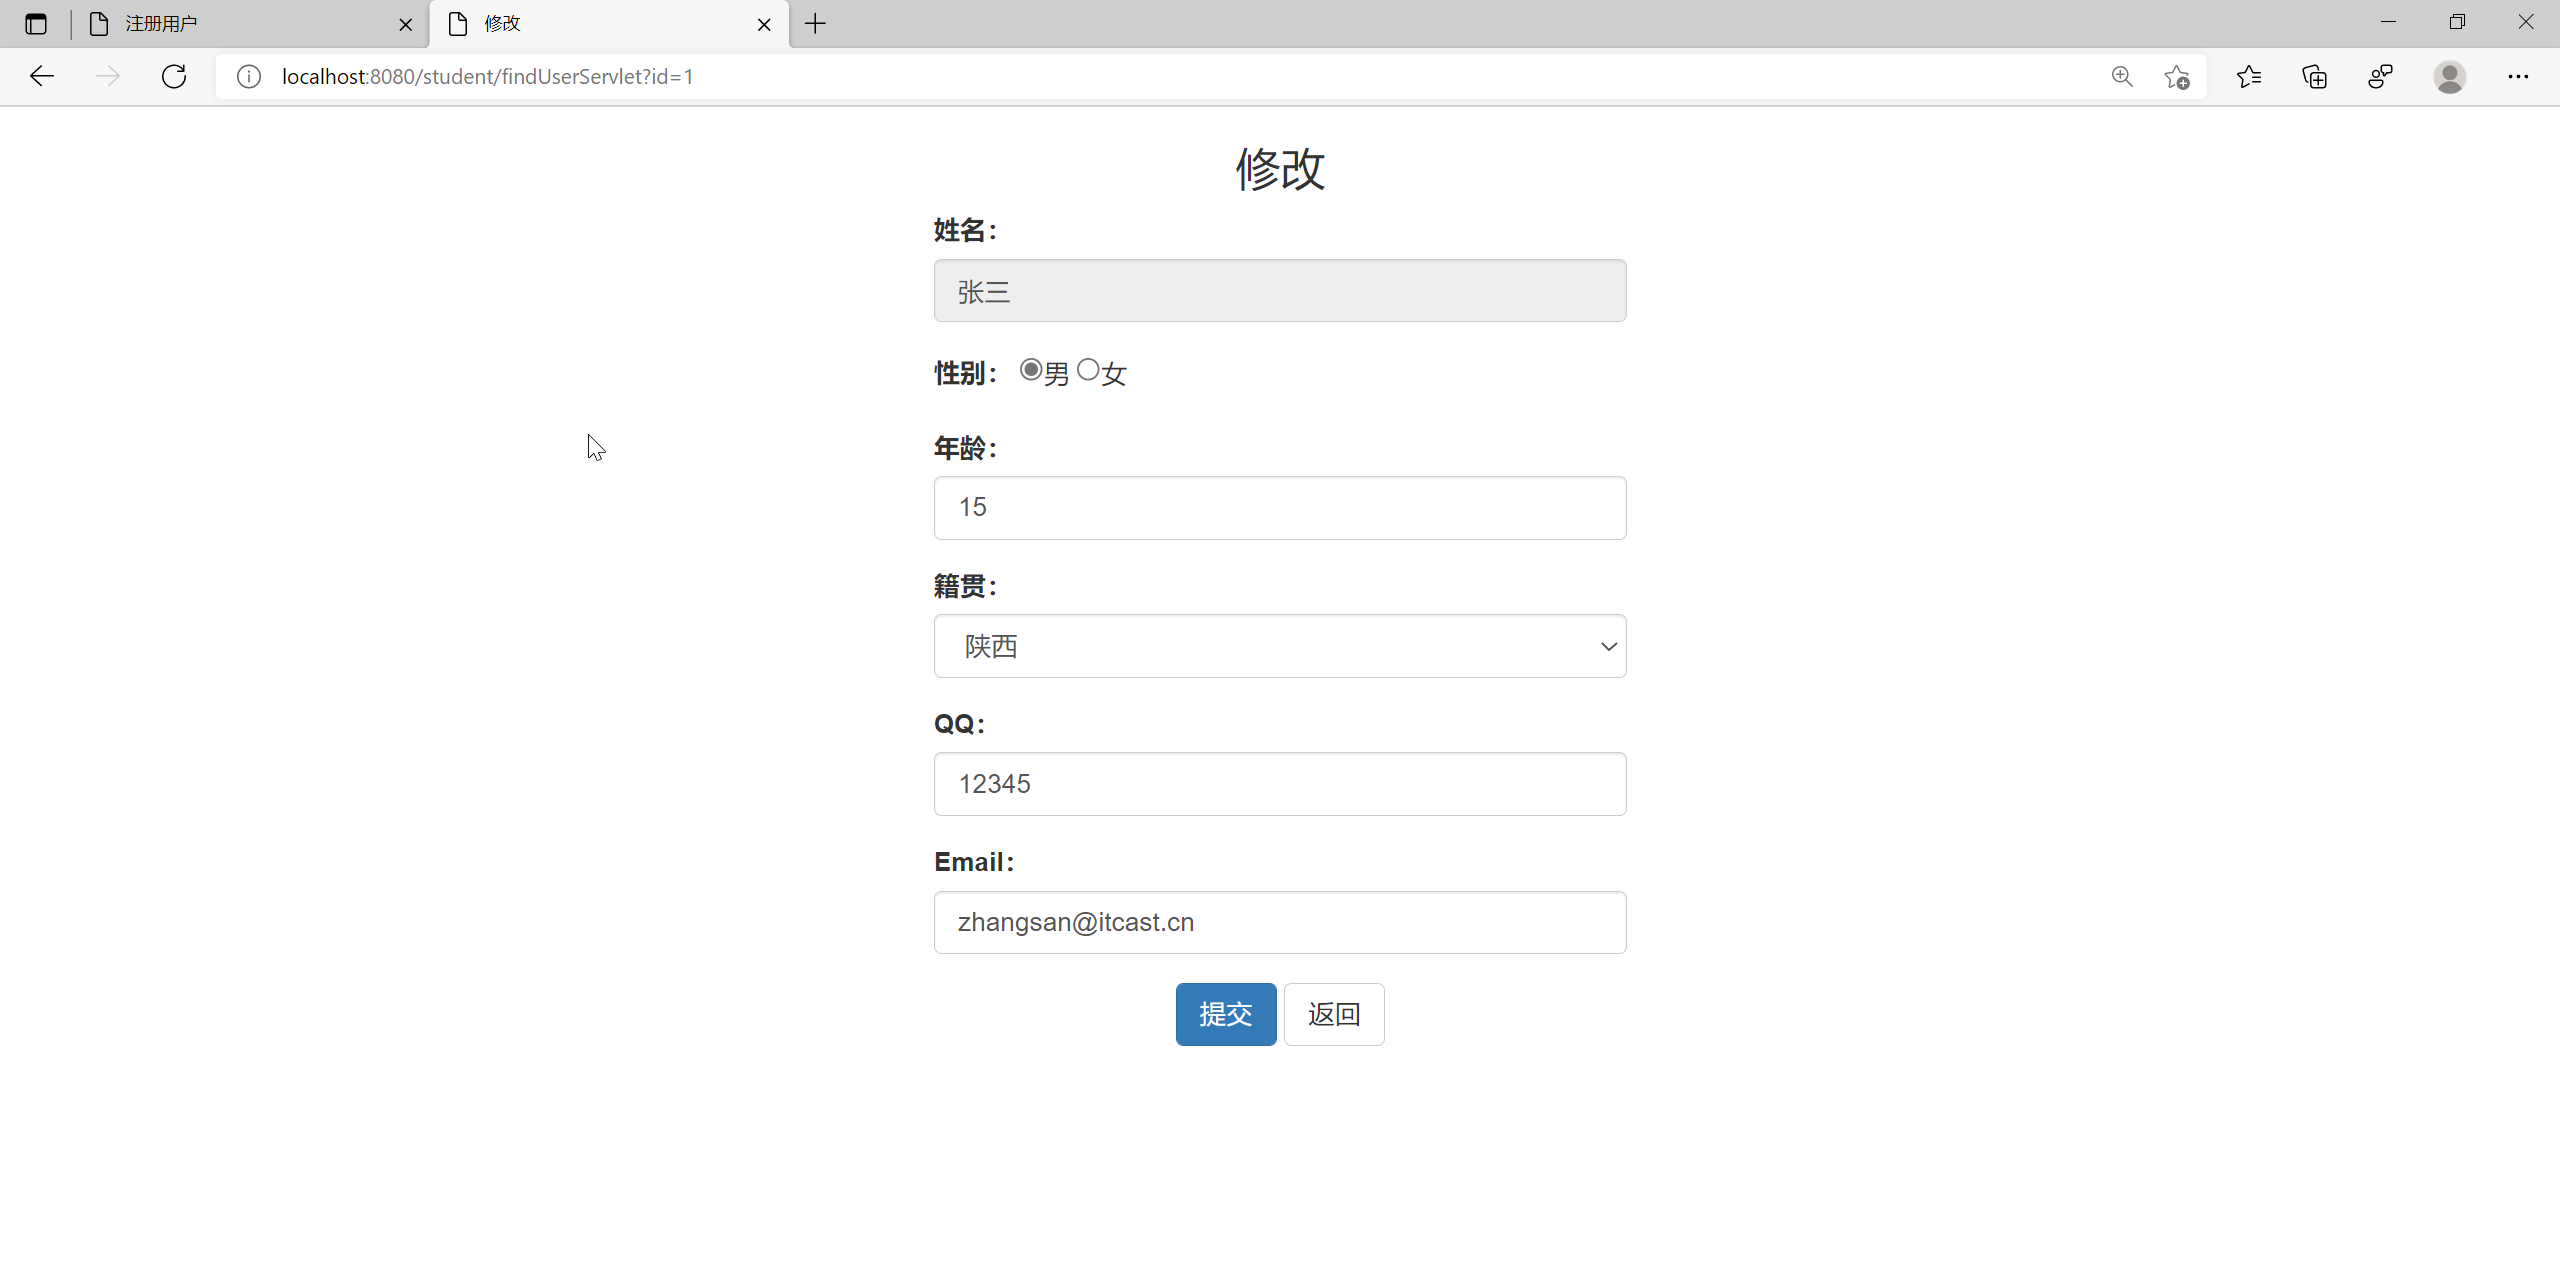 注册用户
修改
localhost:8080/student/findUserServlet?id=1
修改
姓名：
张三
性别： 男 女
年龄：
15
籍贯：
陕西
QQ：
12345
Email：
zhangsan@itcast.cn
提交 返回